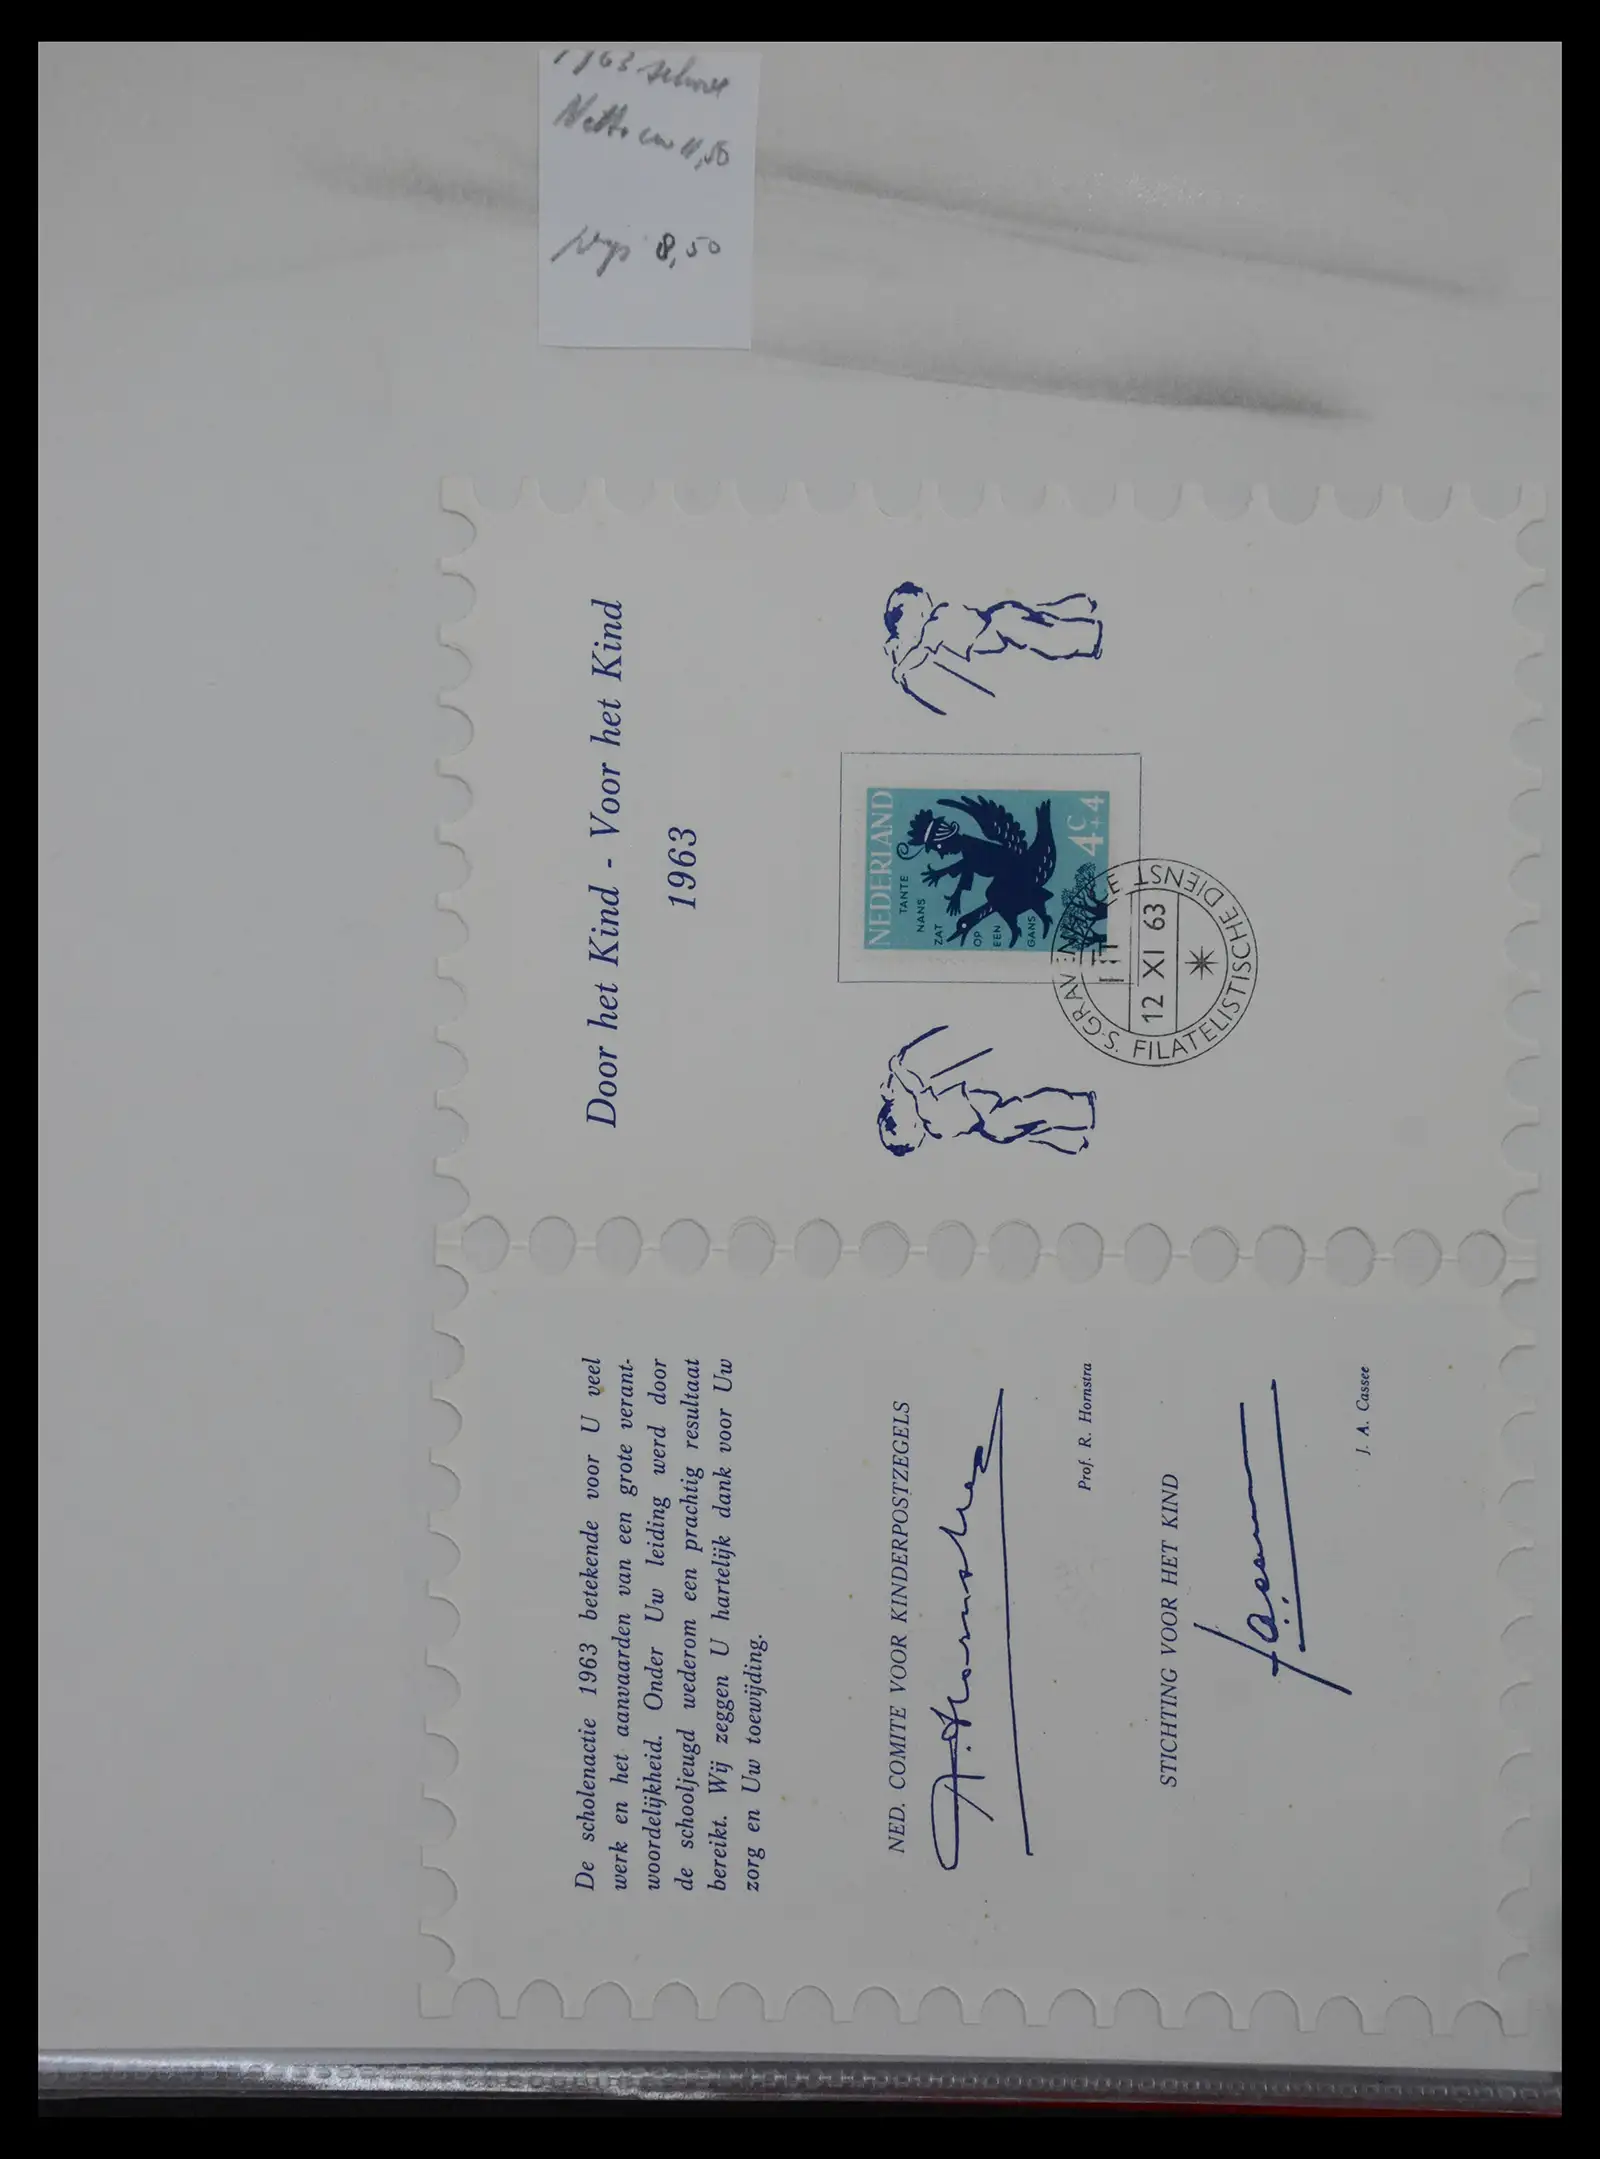 1963
Netto cw 11,50
prijs 8,50
Door het Kind - Voor het Kind
1963
NEDERLAND
TANTE
NANS
ZAT
OP
EEN
GANS
4C
+4
'S-GRAVENHAGE
12 XI 63
FILATELISTISCHE DIENST
De scholenactie 1963 betekende voor U veel
werk en het aanvaarden van een grote verant-
woordelijkheid. Onder Uw leiding werd door
de schooljeugd wederom een prachtig resultaat
bereikt. Wij zeggen U hartelijk dank voor Uw
zorg en Uw toewijding.
NED. COMITE VOOR KINDERPOSTZEGELS
Prof. R. Hornstra
STICHTING VOOR HET KIND
J. A. Cassee